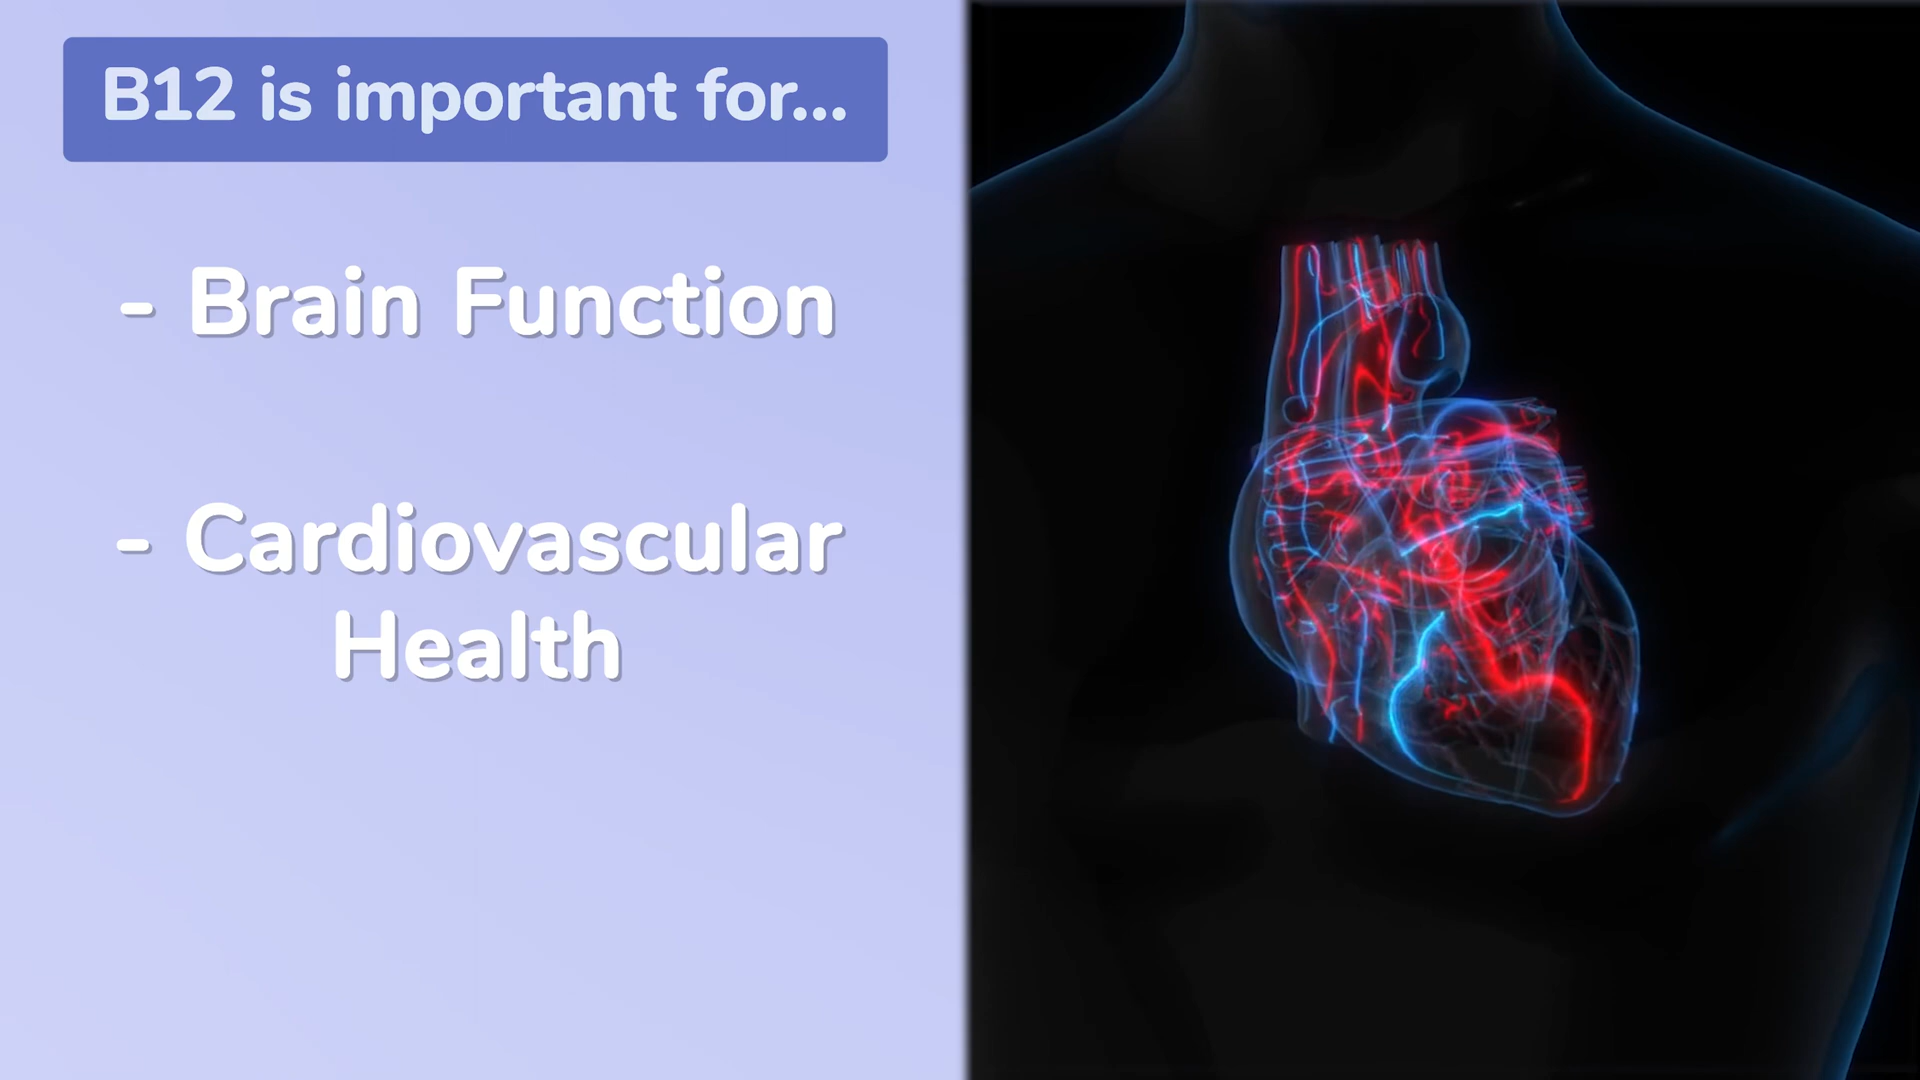 B12 is important for...
- Brain Function
- Cardiovascular
Health